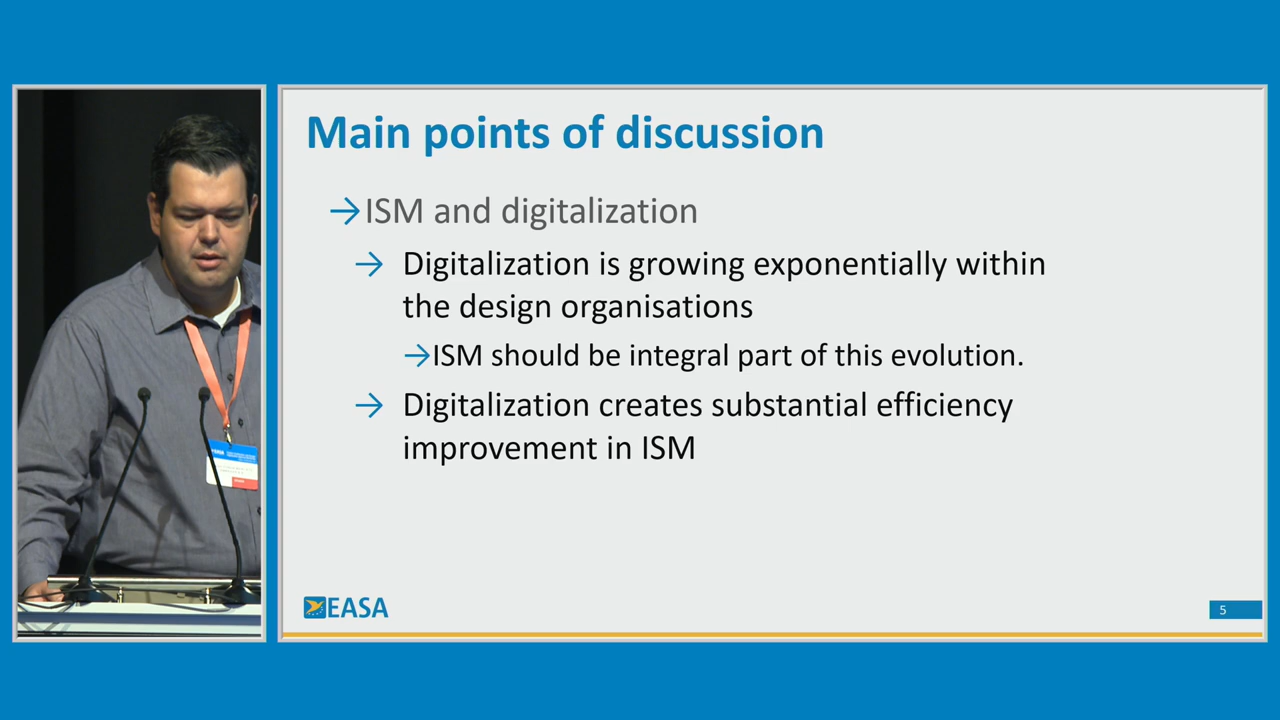 Main points of discussion
→ISM and digitalization
→ Digitalization is growing exponentially within
the design organisations
→ISM should be integral part of this evolution.
→ Digitalization creates substantial efficiency
improvement in ISM
EASA
5